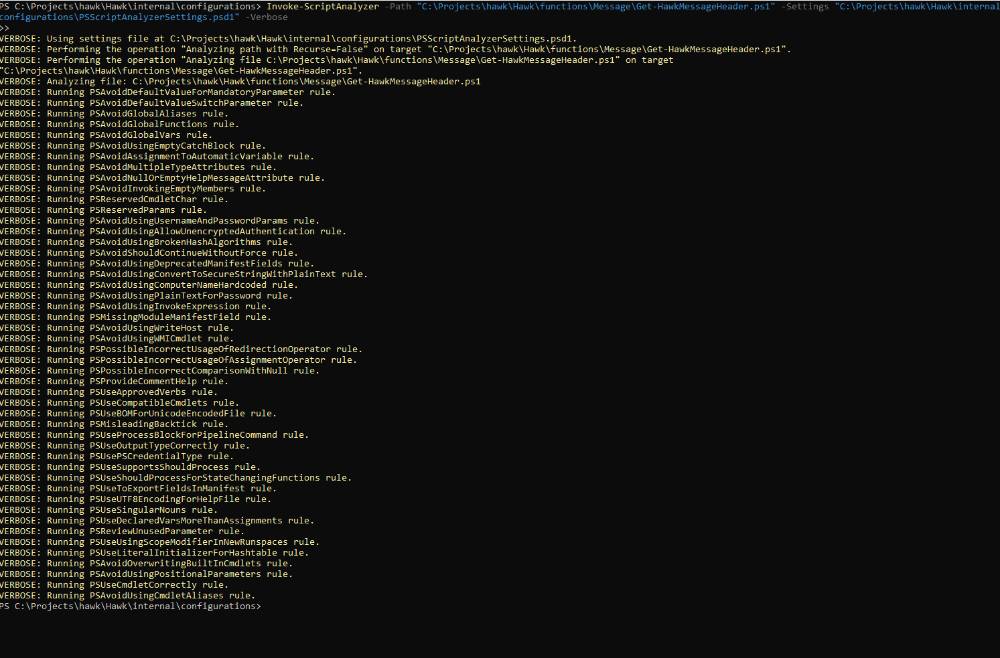 PS C:\Projects\hawk\Hawk\internal\configurations> Invoke-ScriptAnalyzer -Path "C:\Projects\hawk\Hawk\functions\Message\Get-HawkMessageHeader.ps1" -Settings "C:\Projects\hawk\Hawk\internal
configurations\PSScriptAnalyzerSettings.psd1" -Verbose
>>
VERBOSE: Using settings file at C:\Projects\hawk\Hawk\internal\configurations\PSScriptAnalyzerSettings.psd1.
VERBOSE: Performing the operation "Analyzing path with Recurse=False" on target "C:\Projects\hawk\Hawk\functions\Message\Get-HawkMessageHeader.ps1".
VERBOSE: Performing the operation "Analyzing file C:\Projects\hawk\Hawk\functions\Message\Get-HawkMessageHeader.ps1" on target
"C:\Projects\hawk\Hawk\functions\Message\Get-HawkMessageHeader.ps1".
VERBOSE: Analyzing file: C:\Projects\hawk\Hawk\functions\Message\Get-HawkMessageHeader.ps1
VERBOSE: Running PSAvoidDefaultValueForMandatoryParameter rule.
VERBOSE: Running PSAvoidDefaultValueSwitchParameter rule.
VERBOSE: Running PSAvoidGlobalAliases rule.
VERBOSE: Running PSAvoidGlobalFunctions rule.
VERBOSE: Running PSAvoidGlobalVars rule.
VERBOSE: Running PSAvoidUsingEmptyCatchBlock rule.
VERBOSE: Running PSAvoidAssignmentToAutomaticVariable rule.
VERBOSE: Running PSAvoidMultipleTypeAttributes rule.
VERBOSE: Running PSAvoidNullOrEmptyHelpMessageAttribute rule.
VERBOSE: Running PSAvoidInvokingEmptyMembers rule.
VERBOSE: Running PSReservedCmdletChar rule.
VERBOSE: Running PSReservedParams rule.
VERBOSE: Running PSAvoidUsingUsernameAndPasswordParams rule.
VERBOSE: Running PSAvoidUsingAllowUnencryptedAuthentication rule.
VERBOSE: Running PSAvoidUsingBrokenHashAlgorithms rule.
VERBOSE: Running PSAvoidShouldContinueWithoutForce rule.
VERBOSE: Running PSAvoidUsingDeprecatedManifestFields rule.
VERBOSE: Running PSAvoidUsingConvertToSecureStringWithPlainText rule.
VERBOSE: Running PSAvoidUsingComputerNameHardcoded rule.
VERBOSE: Running PSAvoidUsingPlainTextForPassword rule.
VERBOSE: Running PSAvoidUsingInvokeExpression rule.
VERBOSE: Running PSMissingModuleManifestField rule.
VERBOSE: Running PSAvoidUsingWriteHost rule.
VERBOSE: Running PSAvoidUsingWMICmdlet rule.
VERBOSE: Running PSPossibleIncorrectUsageOfRedirectionOperator rule.
VERBOSE: Running PSPossibleIncorrectUsageOfAssignmentOperator rule.
VERBOSE: Running PSPossibleIncorrectComparisonWithNull rule.
VERBOSE: Running PSProvideCommentHelp rule.
VERBOSE: Running PSUseApprovedVerbs rule.
VERBOSE: Running PSUseCompatibleCmdlets rule.
VERBOSE: Running PSUseBOMForUnicodeEncodedFile rule.
VERBOSE: Running PSMisleadingBacktick rule.
VERBOSE: Running PSUseProcessBlockForPipelineCommand rule.
VERBOSE: Running PSUseOutputTypeCorrectly rule.
VERBOSE: Running PSUsePSCredentialType rule.
VERBOSE: Running PSUseSupportsShouldProcess rule.
VERBOSE: Running PSUseShouldProcessForStateChangingFunctions rule.
VERBOSE: Running PSUseToExportFieldsInManifest rule.
VERBOSE: Running PSUseUTF8EncodingForHelpFile rule.
VERBOSE: Running PSUseSingularNouns rule.
VERBOSE: Running PSUseDeclaredVarsMoreThanAssignments rule.
VERBOSE: Running PSReviewUnusedParameter rule.
VERBOSE: Running PSUseUsingScopeModifierInNewRunspaces rule.
VERBOSE: Running PSUseLiteralInitializerForHashtable rule.
VERBOSE: Running PSAvoidOverwritingBuiltInCmdlets rule.
VERBOSE: Running PSAvoidUsingPositionalParameters rule.
VERBOSE: Running PSUseCmdletCorrectly rule.
VERBOSE: Running PSAvoidUsingCmdletAliases rule.
PS C:\Projects\hawk\Hawk\internal\configurations>